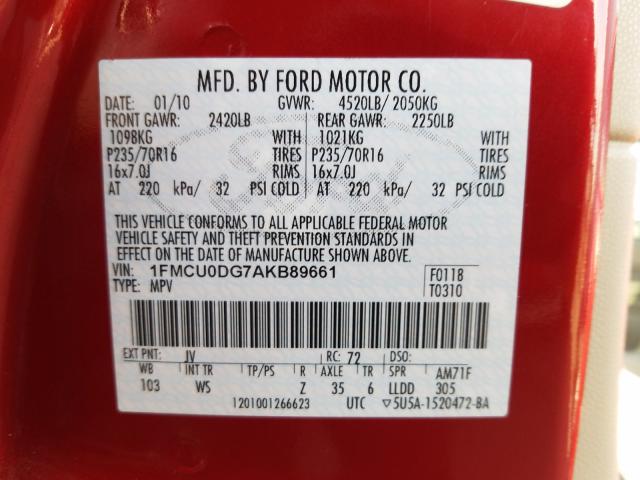 MFD. BY FORD MOTOR CO.
DATE: 01/10 GVWR: 4520LB/ 2050KG
FRONT GAWR: 2420LB REAR GAWR: 2250LB
1098KG WITH 1021KG WITH
P235/70R16 TIRES P235/70R16 TIRES
16x7.0J RIMS 16x7.0J RIMS
AT 220 kPa/ 32 PSI COLD AT 220 kPa/ 32 PSI COLD
THIS VEHICLE CONFORMS TO ALL APPLICABLE FEDERAL MOTOR
VEHICLE SAFETY AND THEFT PREVENTION STANDARDS IN
EFFECT ON THE DATE OF MANUFACTURE SHOWN ABOVE.
VIN: 1FMCU0DG7AKB89661 F0118
TYPE: MPV T0310
EXT PNT: JV RC: 72 DSO:
WB INT TR TP/PS R AXLE TR SPR AM71F
103 WS Z 35 6 LLDD 305
1201001266623 UTC ▽5U5A-1520472-BA